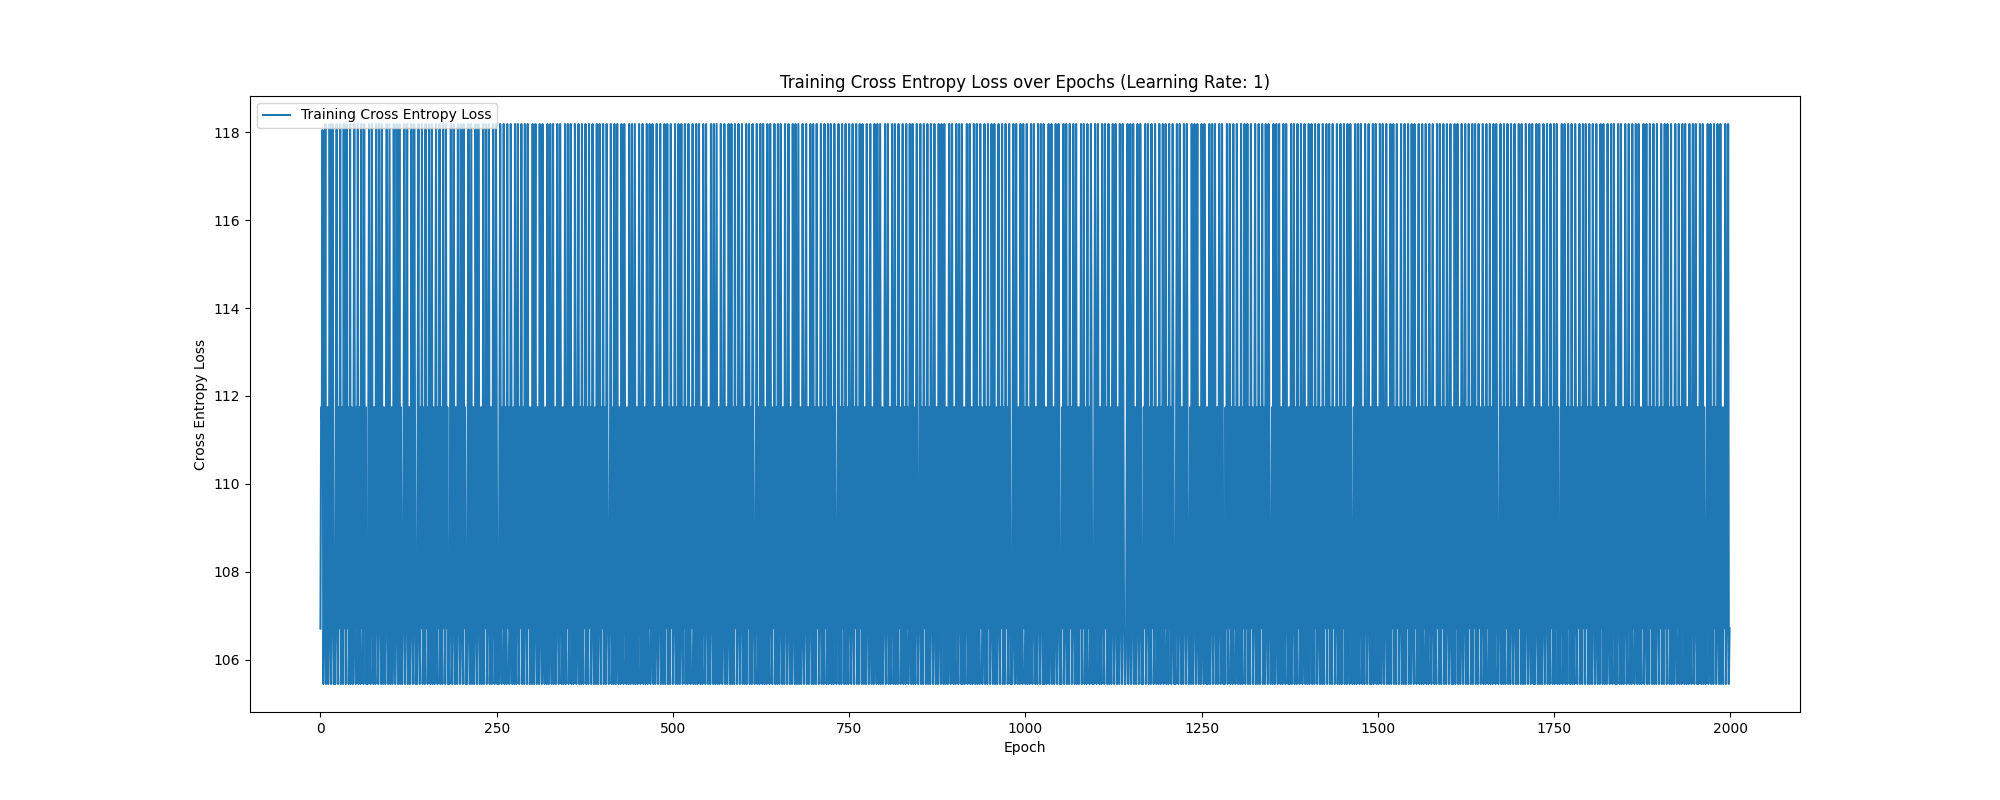 Training Cross Entropy Loss over Epochs (Learning Rate: 1)
Training Cross Entropy Loss
118
116
114
112
110
108
106
Cross Entropy Loss
0 250 500 750 1000 1250 1500 1750 2000
Epoch